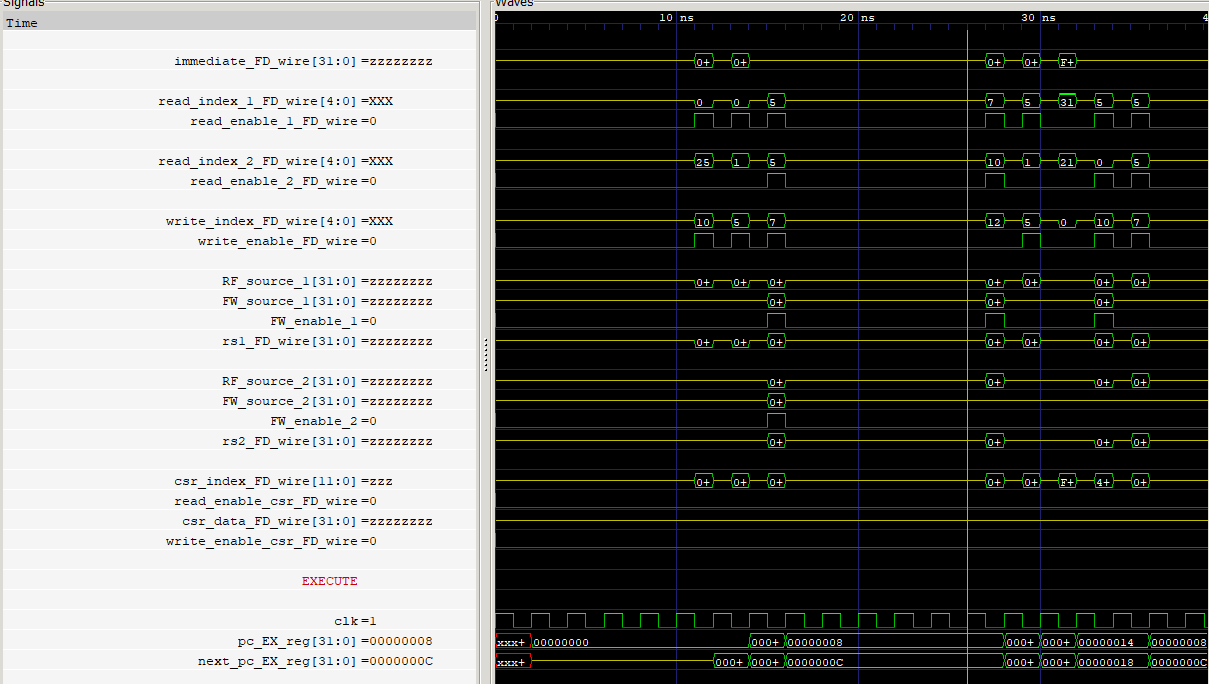 Signals
Waves
Time
0 10 ns 20 ns 30 ns 4
immediate_FD_wire[31:0] =zzzzzzzz 0+ 0+ 0+ 0+ F+
read_index_1_FD_wire[4:0] =XXX 0 0 5 7 5 31 5 5
read_enable_1_FD_wire =0
read_index_2_FD_wire[4:0] =XXX 25 1 5 10 1 21 0 5
read_enable_2_FD_wire =0
write_index_FD_wire[4:0] =XXX 10 5 7 12 5 0 10 7
write_enable_FD_wire =0
RF_source_1[31:0] =zzzzzzzz 0+ 0+ 0+ 0+ 0+ 0+ 0+
FW_source_1[31:0] =zzzzzzzz 0+ 0+ 0+
FW_enable_1 =0
rs1_FD_wire[31:0] =zzzzzzzz 0+ 0+ 0+ 0+ 0+ 0+ 0+
RF_source_2[31:0] =zzzzzzzz 0+ 0+ 0+ 0+
FW_source_2[31:0] =zzzzzzzz 0+
FW_enable_2 =0
rs2_FD_wire[31:0] =zzzzzzzz 0+ 0+ 0+ 0+
csr_index_FD_wire[11:0] =zzz 0+ 0+ 0+ 0+ 0+ F+ 4+ 0+
read_enable_csr_FD_wire =0
csr_data_FD_wire[31:0] =zzzzzzzz
write_enable_csr_FD_wire =0
EXECUTE
clk =1
pc_EX_reg[31:0] =00000008 xxx+ 00000000 000+ 00000008 000+ 000+ 00000014 00000008
next_pc_EX_reg[31:0] =0000000C xxx+ 000+ 000+ 0000000C 000+ 000+ 00000018 0000000C